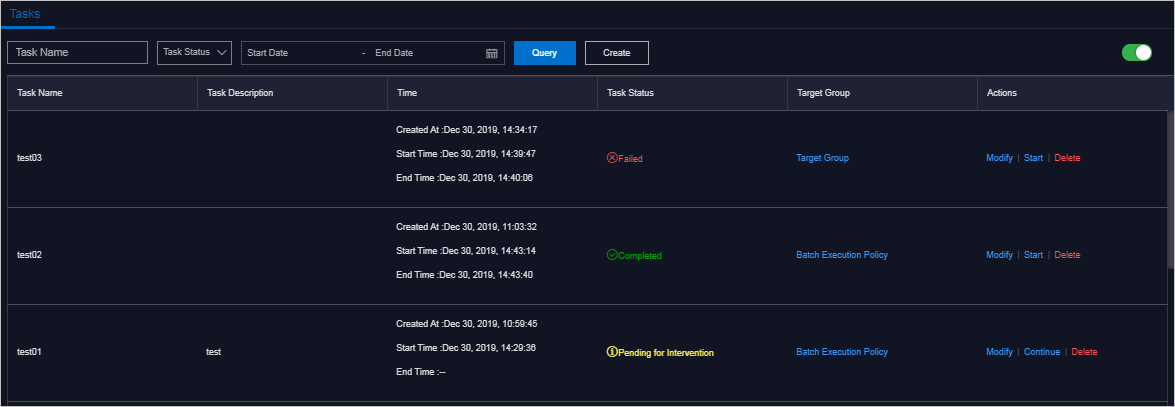 Tasks
Task Name Task Status Start Date - End Date Query Create
Task Name Task Description Time Task Status Target Group Actions
Created At :Dec 30, 2019, 14:34:17
test03 Start Time :Dec 30, 2019, 14:39:47 Failed Target Group Modify | Start | Delete
End Time :Dec 30, 2019, 14:40:06
Created At :Dec 30, 2019, 11:03:32
test02 Start Time :Dec 30, 2019, 14:43:14 Completed Batch Execution Policy Modify | Start | Delete
End Time :Dec 30, 2019, 14:43:40
Created At :Dec 30, 2019, 10:59:45
test01 test Start Time :Dec 30, 2019, 14:29:36 Pending for Intervention Batch Execution Policy Modify | Continue | Delete
End Time :--